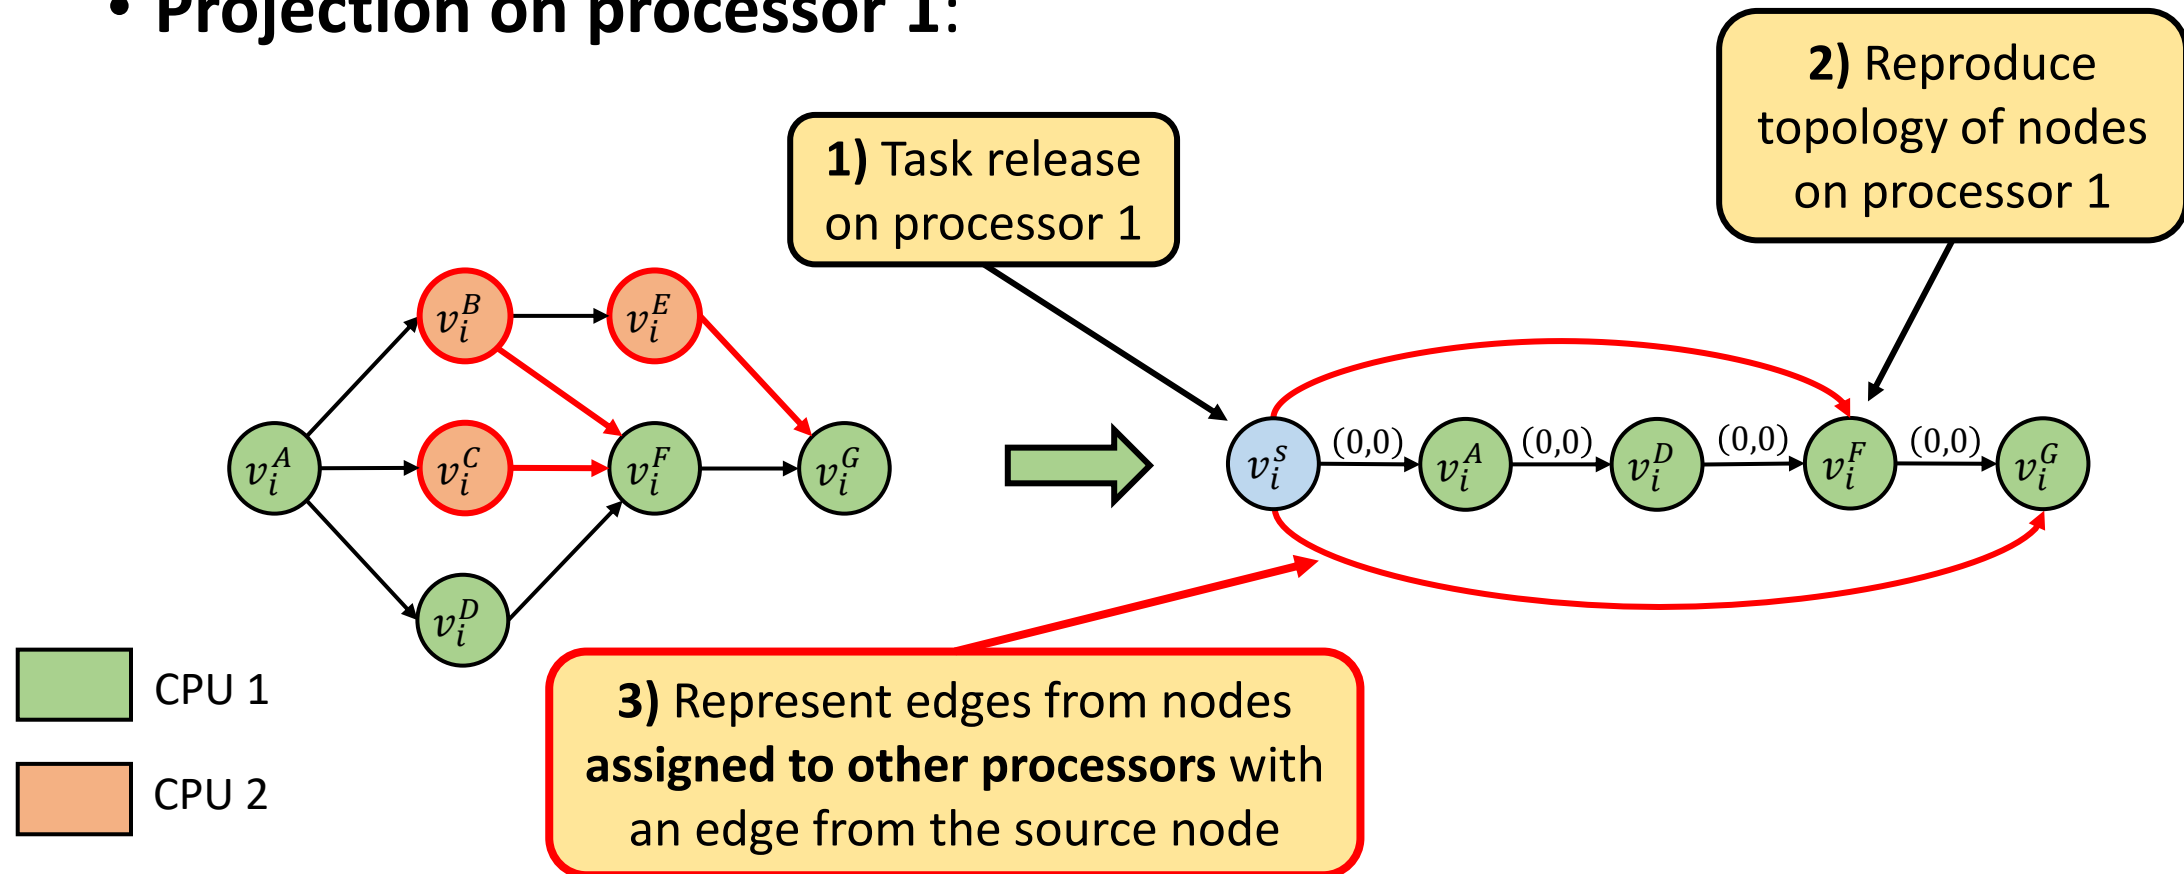 • Projection on processor 1:
1) Task release
on processor 1
2) Reproduce
topology of nodes
on processor 1
v_i^B
v_i^E
v_i^A
v_i^C
v_i^F
v_i^G
v_i^D
v_i^s
(0,0)
v_i^A
(0,0)
v_i^D
(0,0)
v_i^F
(0,0)
v_i^G
CPU 1
CPU 2
3) Represent edges from nodes
assigned to other processors with
an edge from the source node